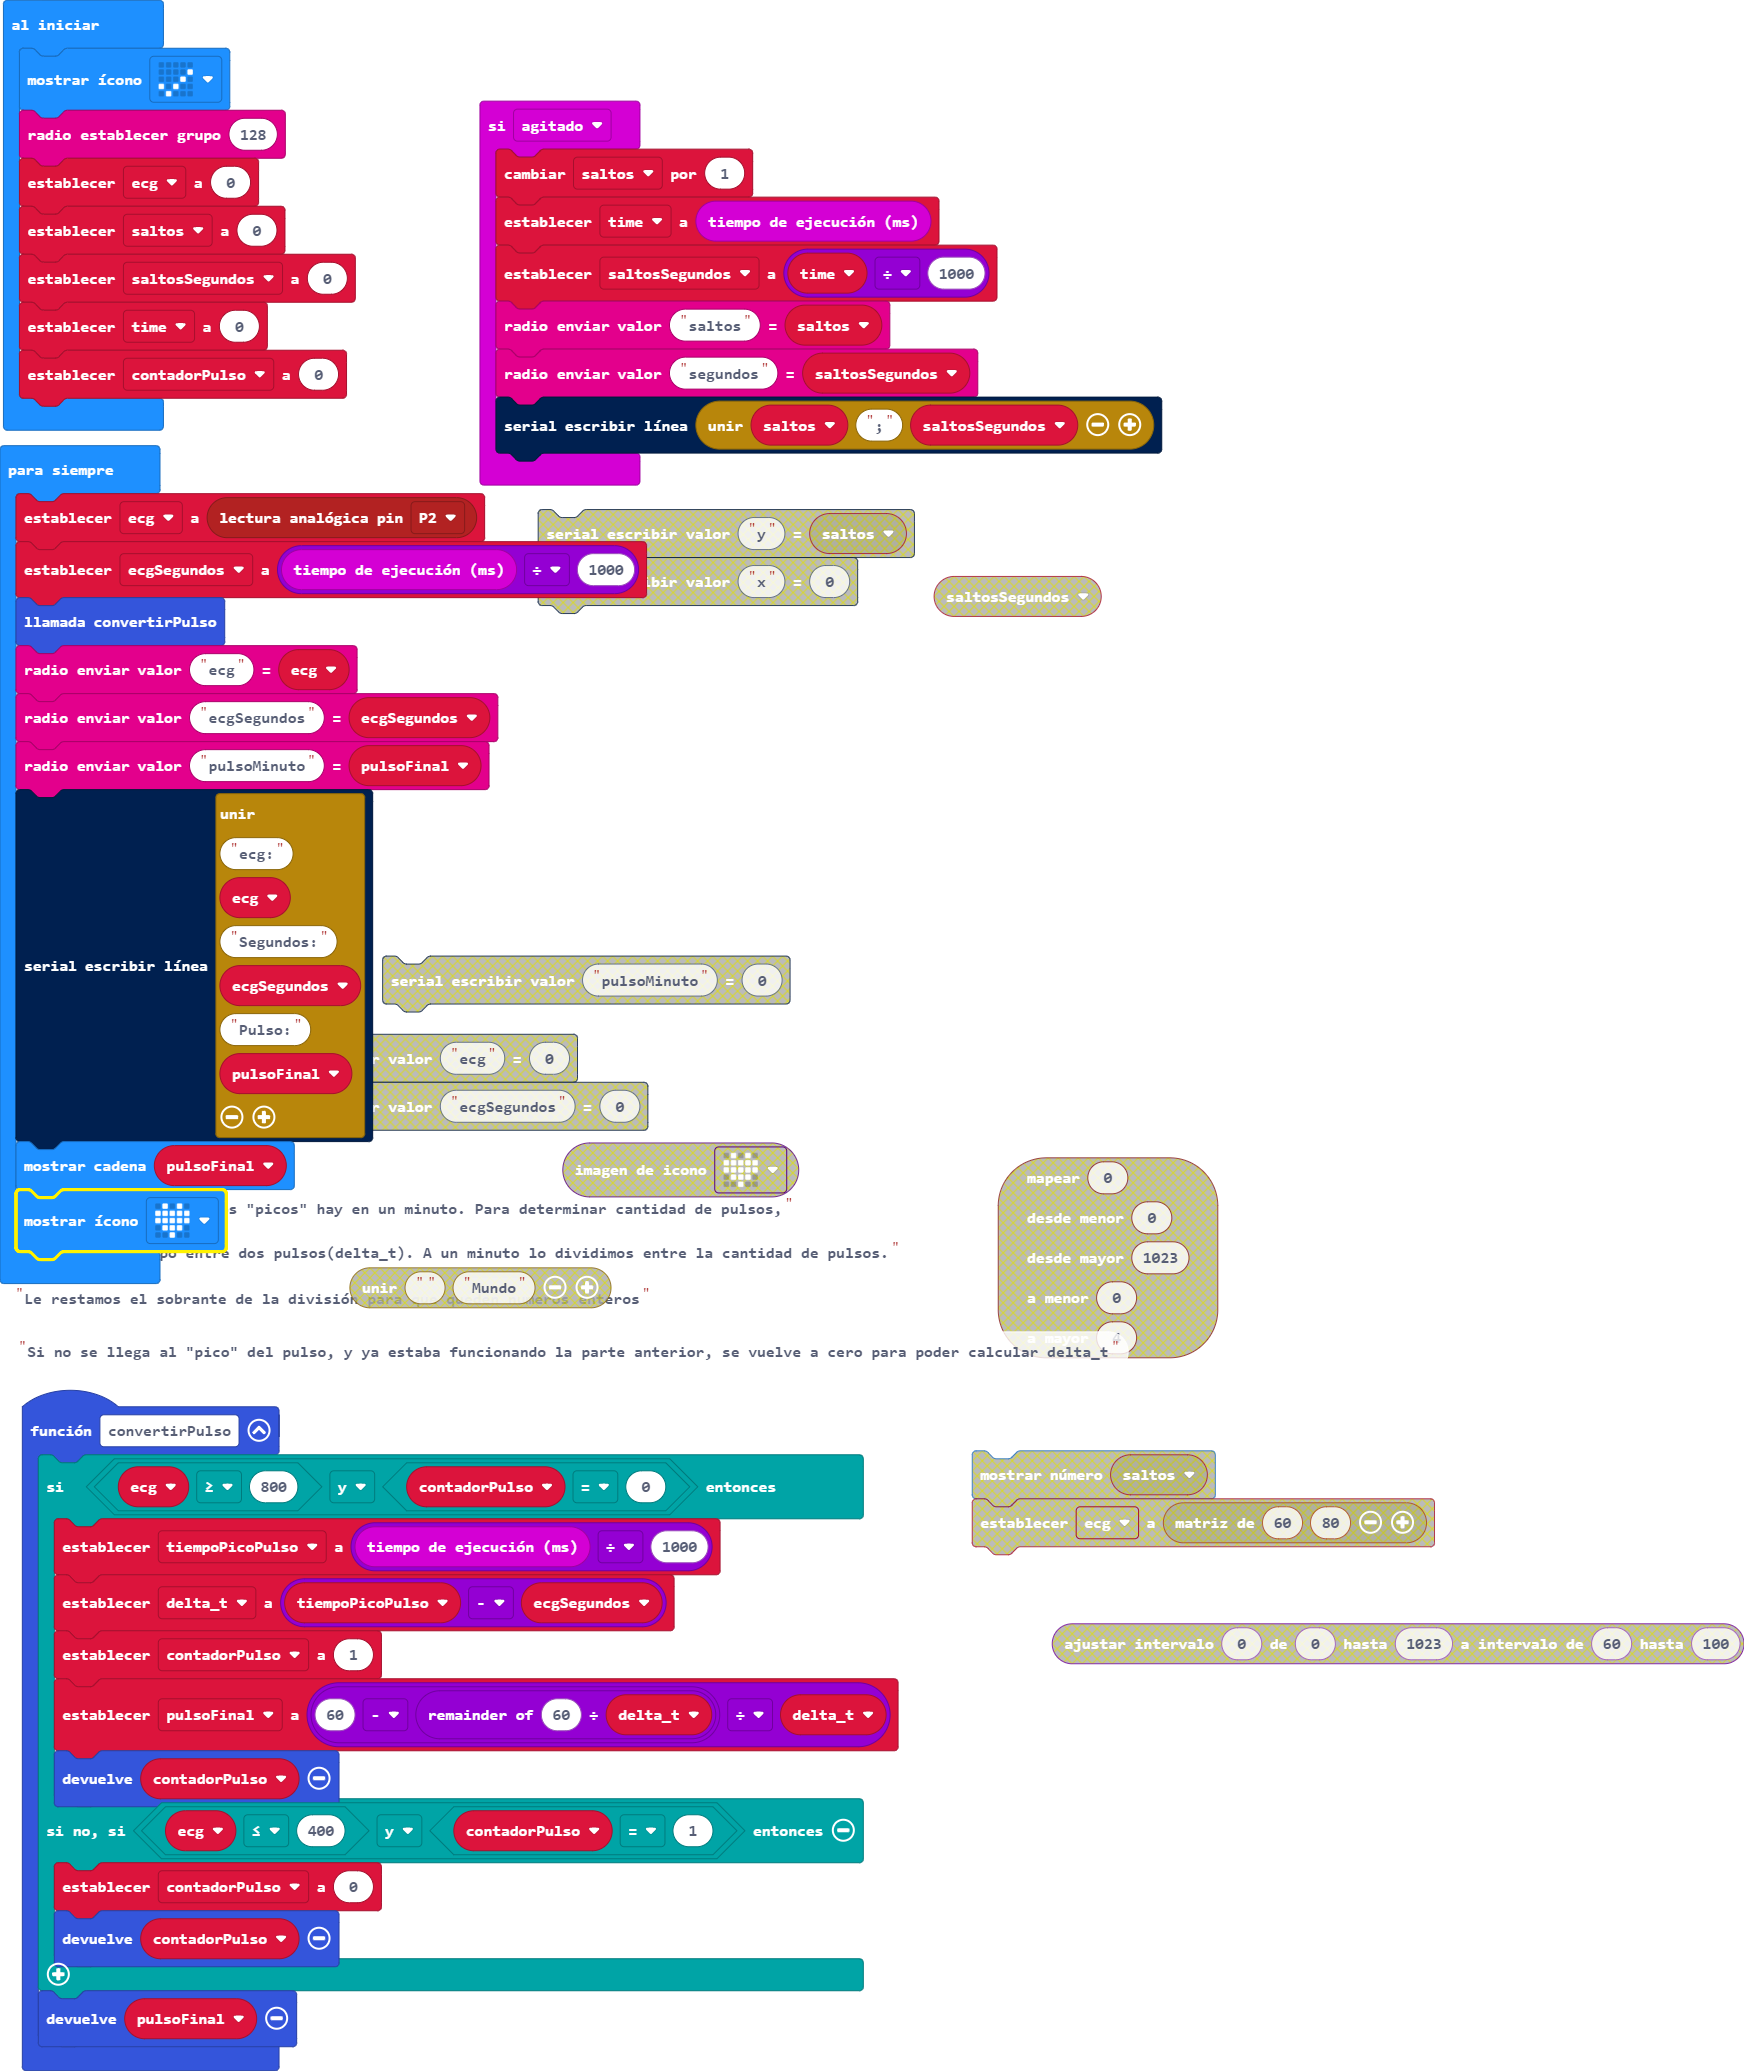 al iniciar
mostrar ícono
radio establecer grupo 128
establecer ecg a 0
establecer saltos a 0
establecer saltosSegundos a 0
establecer time a 0
establecer contadorPulso a 0
si agitado
cambiar saltos por 1
establecer time a tiempo de ejecución (ms)
establecer saltosSegundos a time ÷ 1000
radio enviar valor "saltos" = saltos
radio enviar valor "segundos" = saltosSegundos
serial escribir línea unir saltos ";" saltosSegundos
para siempre
establecer ecg a lectura analógica pin P2
establecer ecgSegundos a tiempo de ejecución (ms) ÷ 1000
llamada convertirPulso
radio enviar valor "ecg" = ecg
radio enviar valor "ecgSegundos" = ecgSegundos
radio enviar valor "pulsoMinuto" = pulsoFinal
serial escribir línea
unir
"ecg:"
ecg
"Segundos:"
ecgSegundos
"Pulso:"
pulsoFinal
mostrar cadena pulsoFinal
mostrar ícono
serial escribir valor "y" = saltos
ibir valor "x" = 0
saltosSegundos
serial escribir valor "pulsoMinuto" = 0
r valor "ecg" = 0
r valor "ecgSegundos" = 0
imagen de icono
s "picos" hay en un minuto. Para determinar cantidad de pulsos,"
po entre dos pulsos(delta_t). A un minuto lo dividimos entre la cantidad de pulsos."
unir "" "Mundo"
"Le restamos el sobrante de la división para que queden números enteros"
mapear 0
desde menor 0
desde mayor 1023
a menor 0
a mayor
"Si no se llega al "pico" del pulso, y ya estaba funcionando la parte anterior, se vuelve a cero para poder calcular delta_t"
función convertirPulso
si ecg ≥ 800 y contadorPulso = 0 entonces
establecer tiempoPicoPulso a tiempo de ejecución (ms) ÷ 1000
establecer delta_t a tiempoPicoPulso - ecgSegundos
establecer contadorPulso a 1
establecer pulsoFinal a 60 - remainder of 60 ÷ delta_t ÷ delta_t
devuelve contadorPulso
si no, si ecg ≤ 400 y contadorPulso = 1 entonces
establecer contadorPulso a 0
devuelve contadorPulso
devuelve pulsoFinal
mostrar número saltos
establecer ecg a matriz de 60 80
ajustar intervalo 0 de 0 hasta 1023 a intervalo de 60 hasta 100